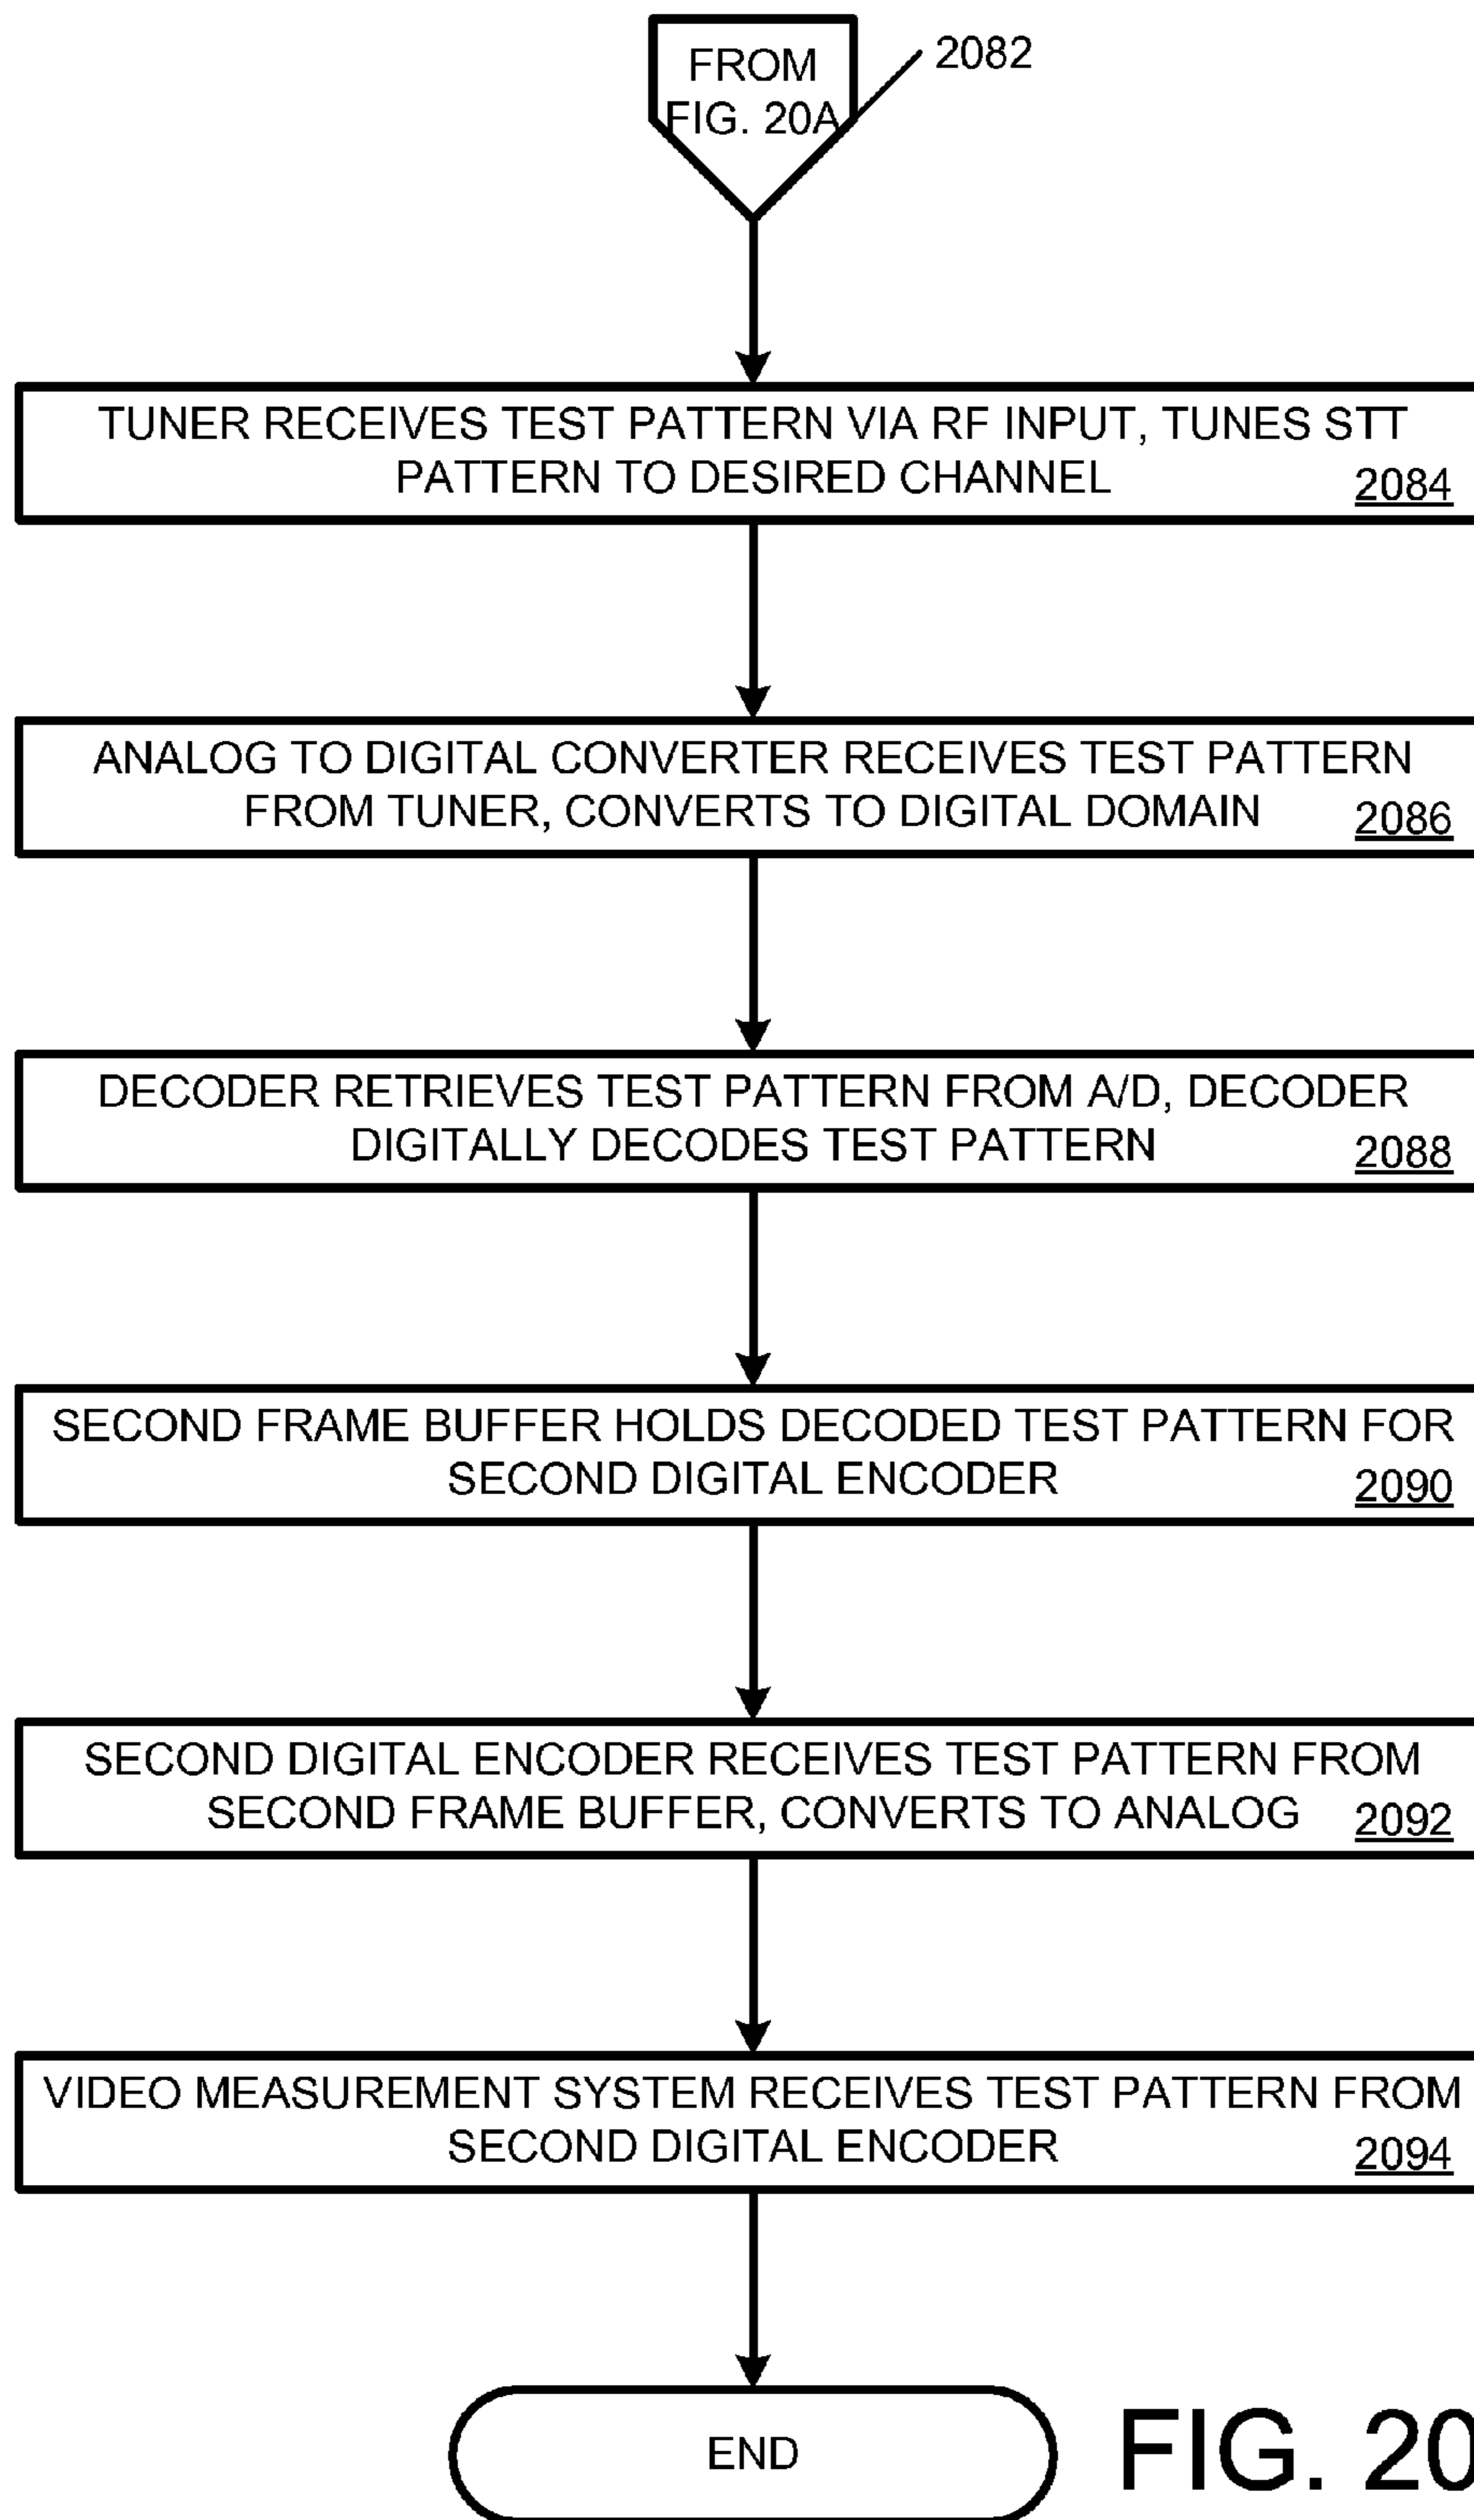 FROM
FIG. 20A
2082
TUNER RECEIVES TEST PATTERN VIA RF INPUT, TUNES STT
PATTERN TO DESIRED CHANNEL
2084
ANALOG TO DIGITAL CONVERTER RECEIVES TEST PATTERN
FROM TUNER, CONVERTS TO DIGITAL DOMAIN
2086
DECODER RETRIEVES TEST PATTERN FROM A/D, DECODER
DIGITALLY DECODES TEST PATTERN
2088
SECOND FRAME BUFFER HOLDS DECODED TEST PATTERN FOR
SECOND DIGITAL ENCODER
2090
SECOND DIGITAL ENCODER RECEIVES TEST PATTERN FROM
SECOND FRAME BUFFER, CONVERTS TO ANALOG
2092
VIDEO MEASUREMENT SYSTEM RECEIVES TEST PATTERN FROM
SECOND DIGITAL ENCODER
2094
END
FIG. 20